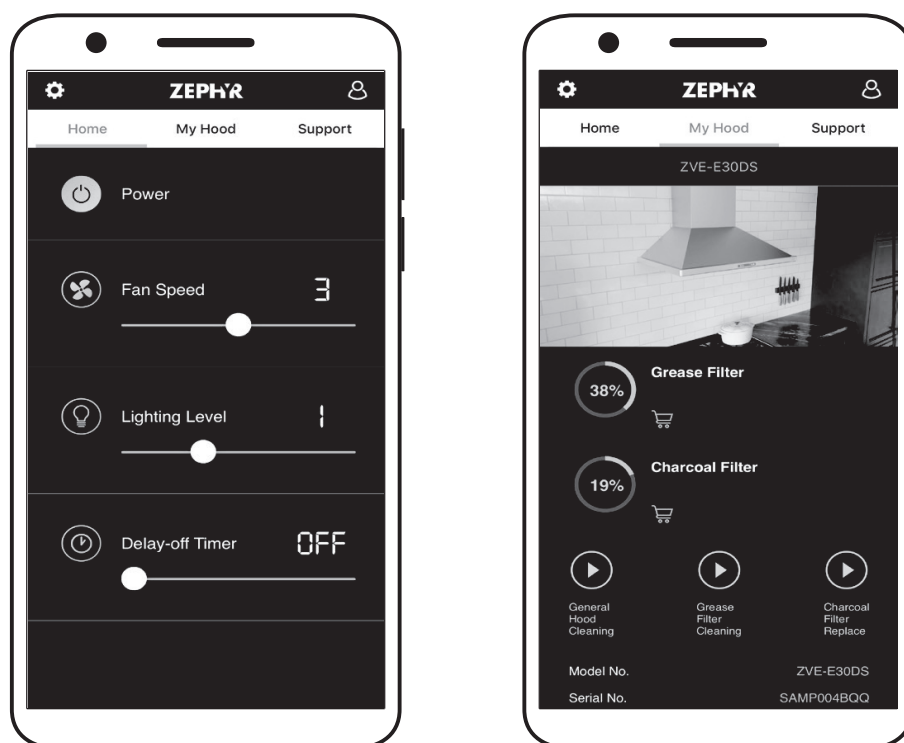 ZEPHYR
Home My Hood Support
Power
Fan Speed 3
Lighting Level 1
Delay-off Timer OFF
ZEPHYR
Home My Hood Support
ZVE-E30DS
38% Grease Filter
19% Charcoal Filter
General
Hood
Cleaning
Grease
Filter
Cleaning
Charcoal
Filter
Replace
Model No. ZVE-E30DS
Serial No. SAMP004BQQ